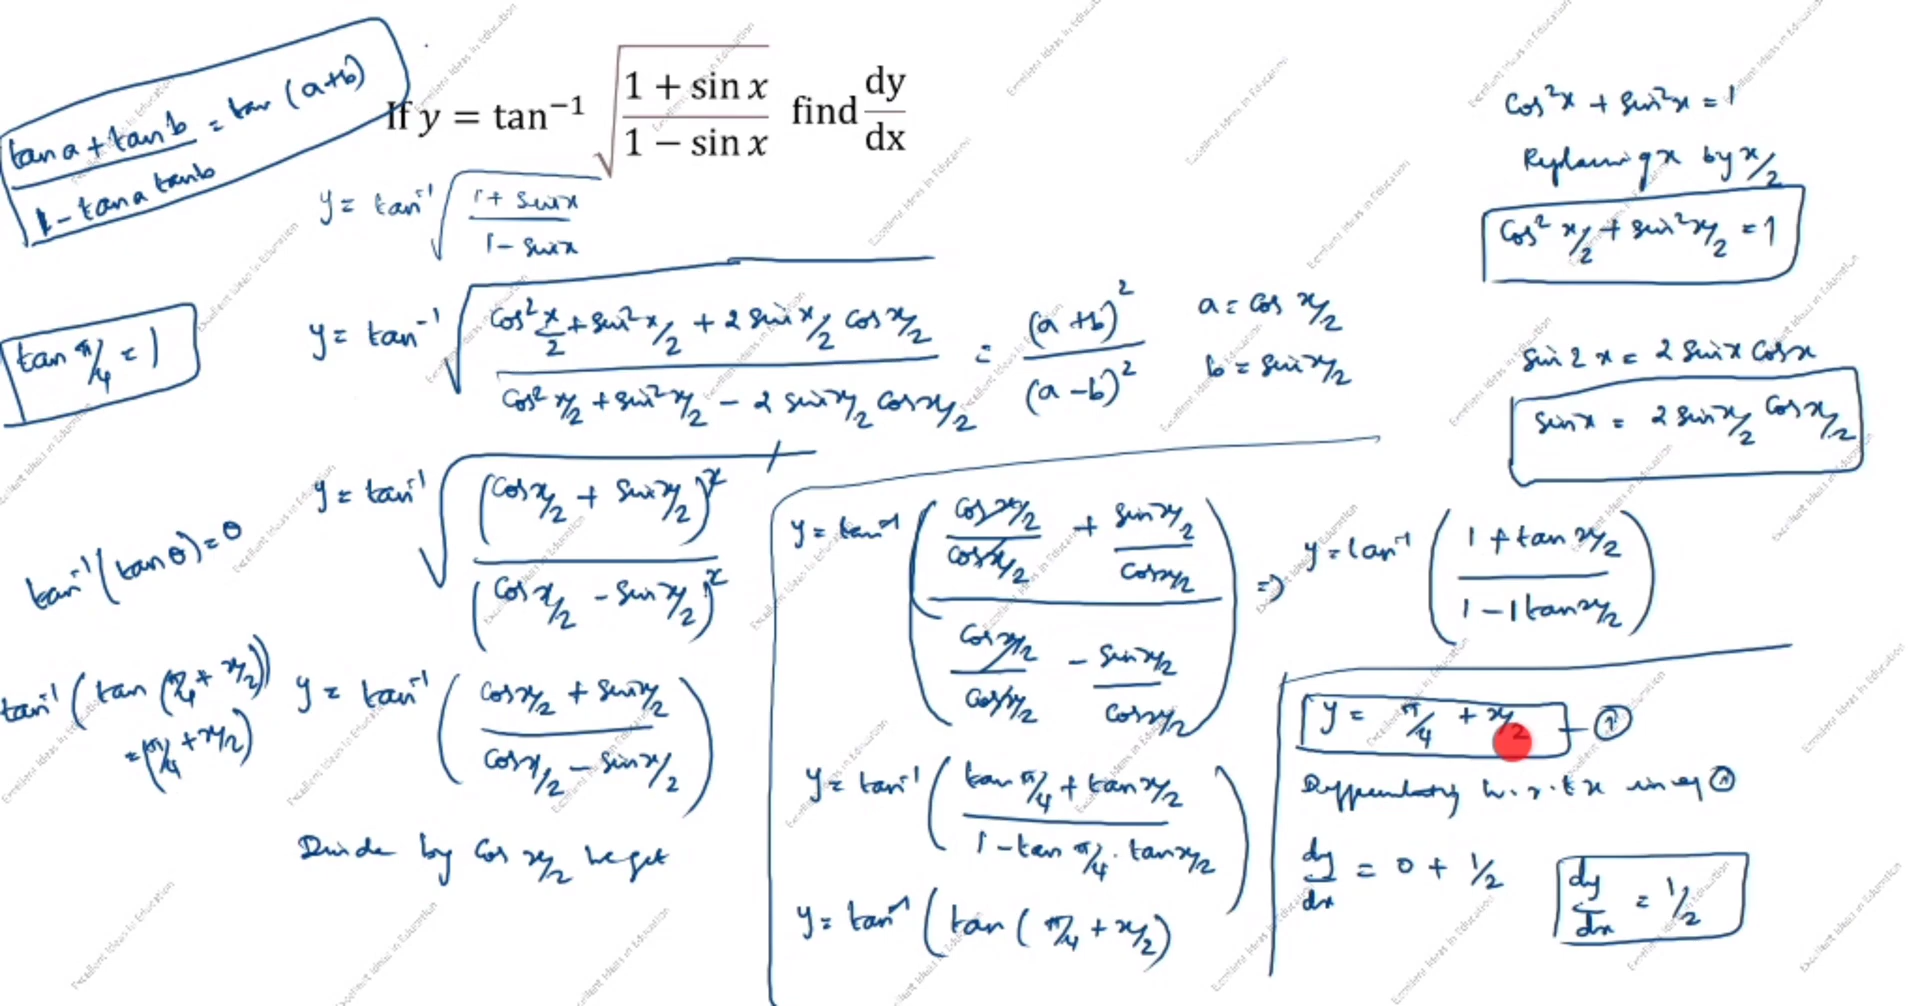 If y = tan⁻¹ √((1 + sin x)/(1 − sin x)) find dy/dx
(tan a + tan b)/(1 - tan a tan b) = tan (a+b)
tan π/4 = 1
tan⁻¹(tan θ) = θ
tan⁻¹(tan (π/4 + x/2))
= (π/4 + x/2)
y = tan⁻¹ √((1 + sin x)/(1 - sin x))
y = tan⁻¹ √((cos² x/2 + sin² x/2 + 2 sin x/2 cos x/2)/(cos² x/2 + sin² x/2 - 2 sin x/2 cos x/2)) = (a+b)²/(a-b)²
a = cos x/2
b = sin x/2
y = tan⁻¹ √((cos x/2 + sin x/2)²/(cos x/2 - sin x/2)²)
y = tan⁻¹ ((cos x/2 + sin x/2)/(cos x/2 - sin x/2))
Divide by cos x/2 we get
y = tan⁻¹ ((cos x/2 / cos x/2 + sin x/2 / cos x/2)/(cos x/2 / cos x/2 - sin x/2 / cos x/2))
⇒ y = tan⁻¹ ((1 + tan x/2)/(1 - 1 tan x/2))
y = tan⁻¹ ((tan π/4 + tan x/2)/(1 - tan π/4 . tan x/2))
y = tan⁻¹ (tan ( π/4 + x/2)
cos²x + sin²x = 1
Replacing x by x/2
cos² x/2 + sin² x/2 = 1
sin 2x = 2 sin x cos x
sin x = 2 sin x/2 cos x/2
y = π/4 + x/2 - ①
w.r.t x in eq ①
dy/dx = 0 + 1/2
dy/dx = 1/2
Excellent Ideas in Education